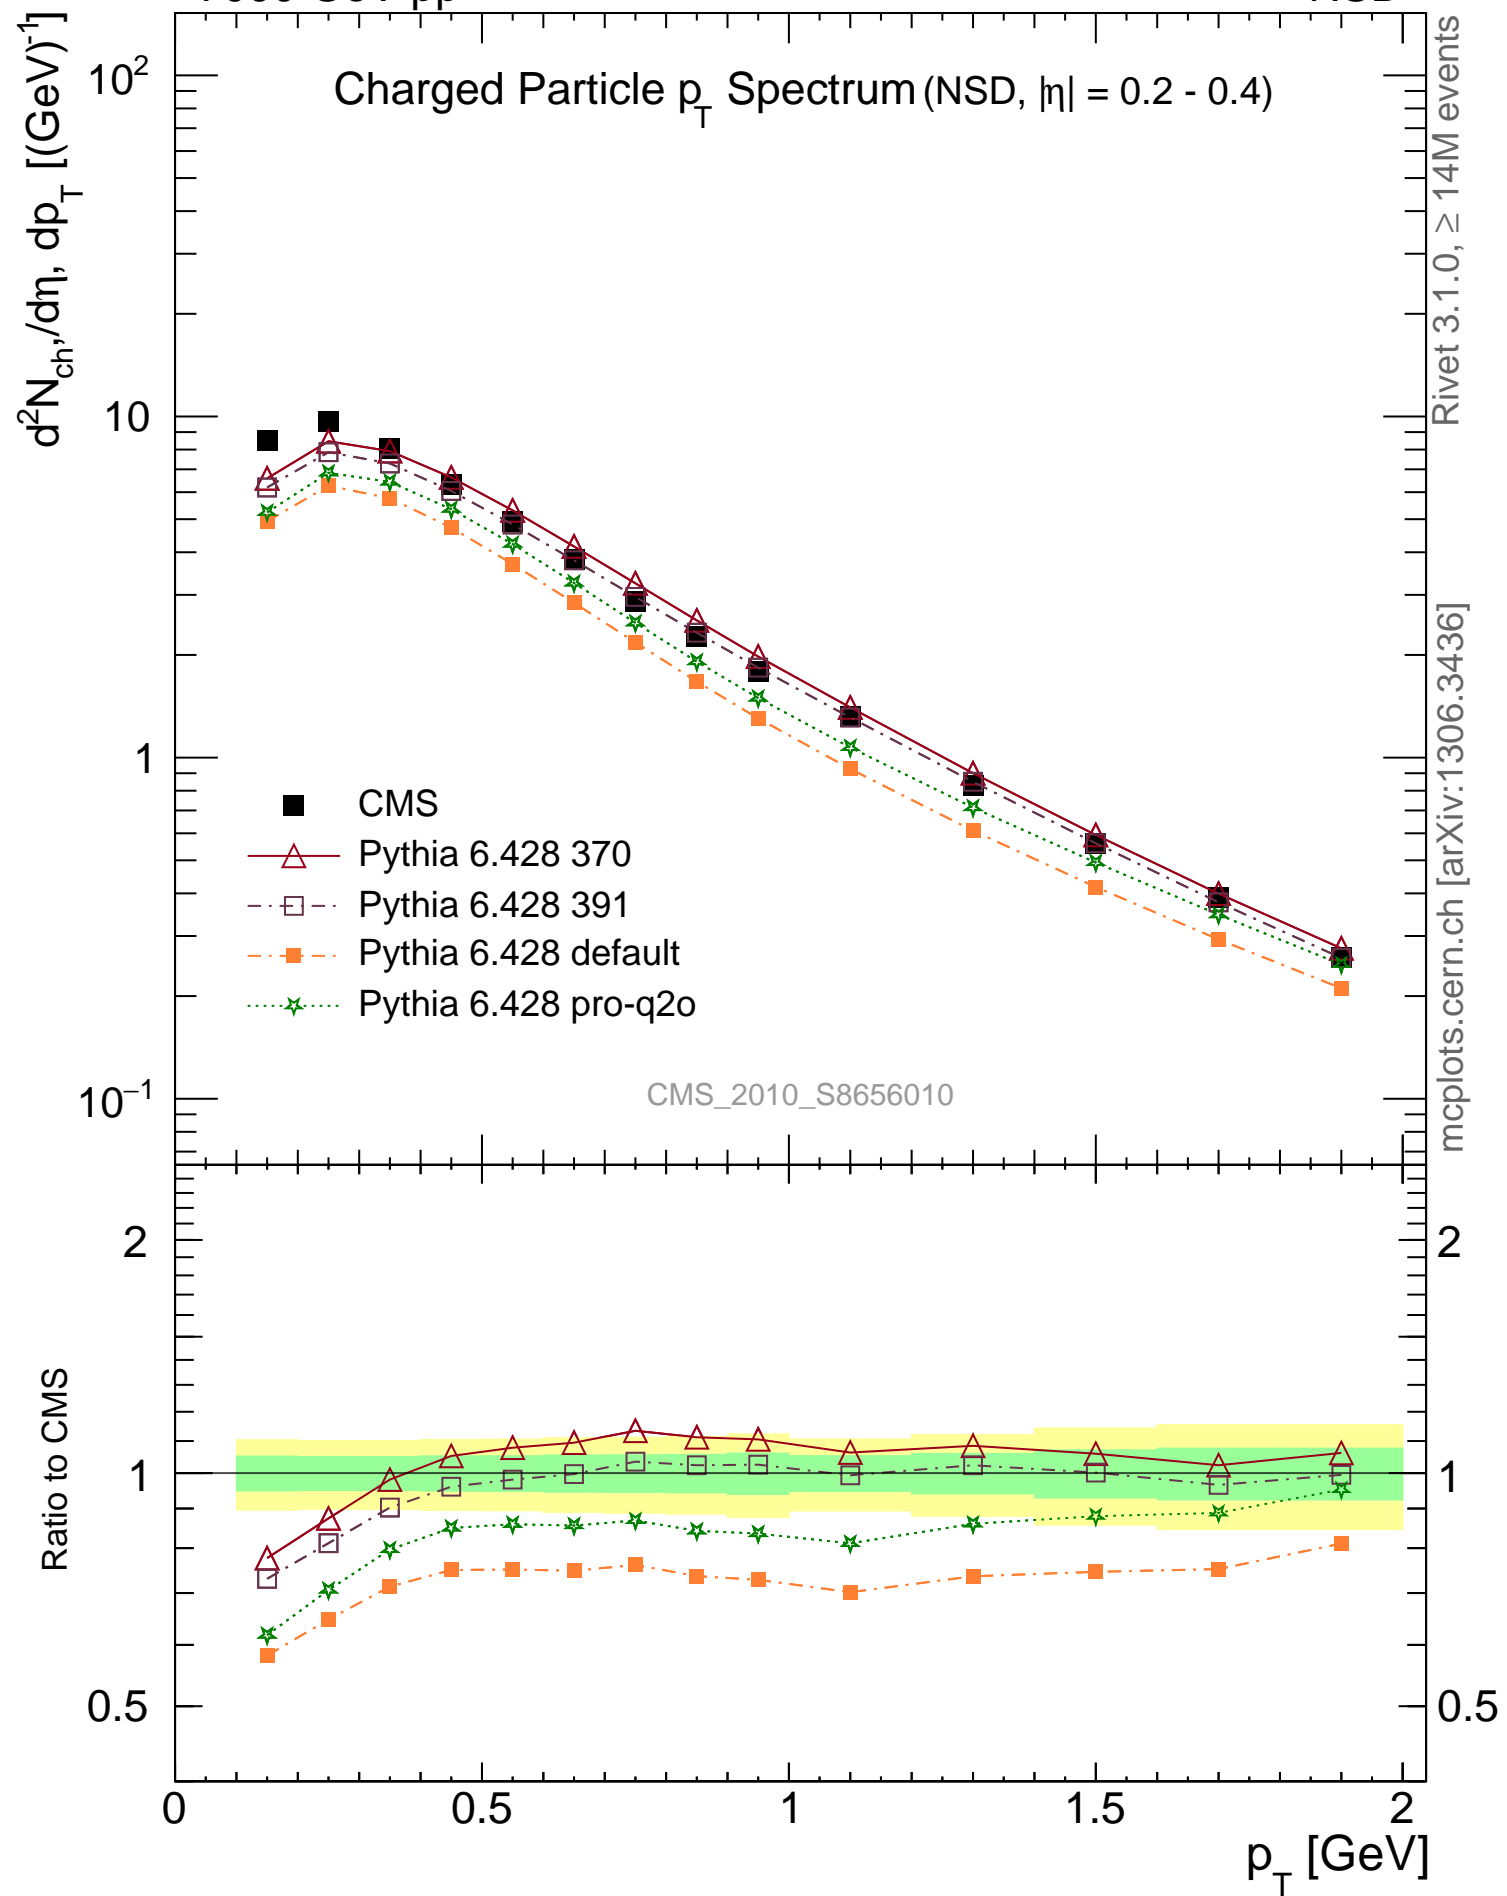 Charged Particle p_T Spectrum (NSD, |η| = 0.2 - 0.4)
d²N_ch,/dη, dp_T [(GeV)⁻¹]
10²
10
1
10⁻¹
CMS
Pythia 6.428 370
Pythia 6.428 391
Pythia 6.428 default
Pythia 6.428 pro-q2o
CMS_2010_S8656010
Rivet 3.1.0, ≥ 14M events
mcplots.cern.ch [arXiv:1306.3436]
Ratio to CMS
2
1
0.5
2
1
0.5
0
0.5
1
1.5
2
p_T [GeV]